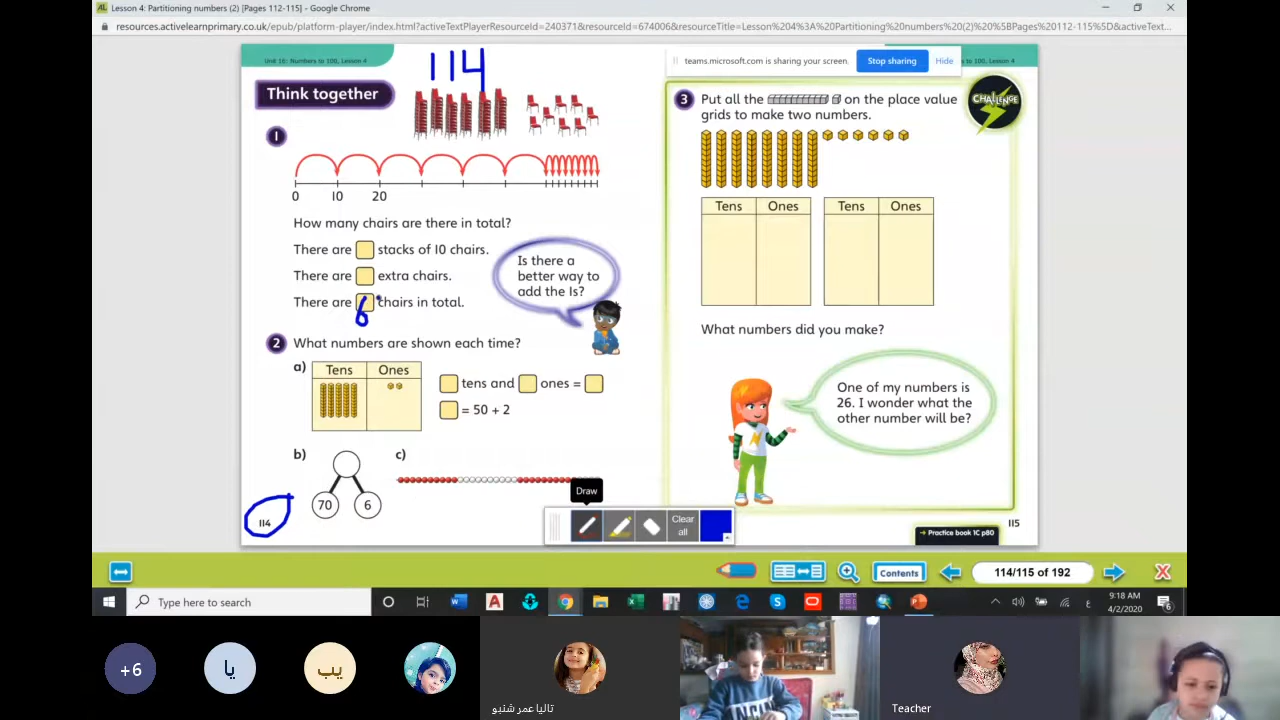 Lesson 4: Partitioning numbers (2) [Pages 112-115] - Google Chrome
resources.activelearnprimary.co.uk/epub/platform-player/index.html?activeTextPlayerResourceId=240371&resourceId=674006&resourceTitle=Lesson%204%3A%20Partitioning%20numbers%20(2)%20%5BPages%20112-115%5D&activeText...
Unit 15: Numbers to 100, Lesson 4
114
teams.microsoft.com is sharing your screen.
Stop sharing
Hide
to 100, Lesson 4
Think together
1
0 10 20
How many chairs are there in total?
There are stacks of 10 chairs.
There are extra chairs.
There are 6 chairs in total.
Is there a
better way to
add the 1s?
2 What numbers are shown each time?
a) Tens Ones
tens and ones =
= 50 + 2
b) c)
70 6
114
3 Put all the on the place value
grids to make two numbers.
CHALLENGE
Tens Ones Tens Ones
What numbers did you make?
One of my numbers is
26. I wonder what the
other number will be?
115
Practice book 1C p80
Draw
Clear
all
Contents
114/115 of 192
Type here to search
9:18 AM
4/2/2020
6
+6
يا
يب
تاليا عمر شنبو
Teacher